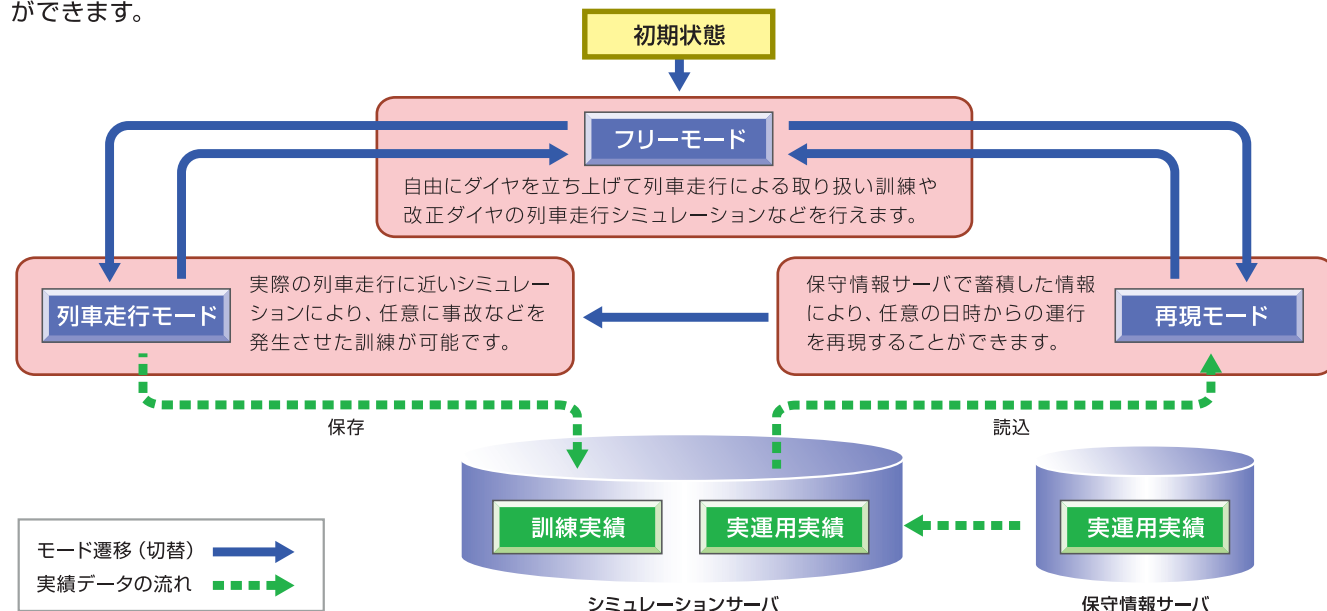 ができます。
初期状態
フリーモード
自由にダイヤを立ち上げて列車走行による取り扱い訓練や
改正ダイヤの列車走行シミュレーションなどを行えます。
列車走行モード
実際の列車走行に近いシミュレー
ションにより、任意に事故などを
発生させた訓練が可能です。
保守情報サーバで蓄積した情報
により、任意の日時からの運行
を再現することができます。
再現モード
保存
読込
訓練実績
実運用実績
実運用実績
モード遷移（切替）
実績データの流れ
シミュレーションサーバ
保守情報サーバ